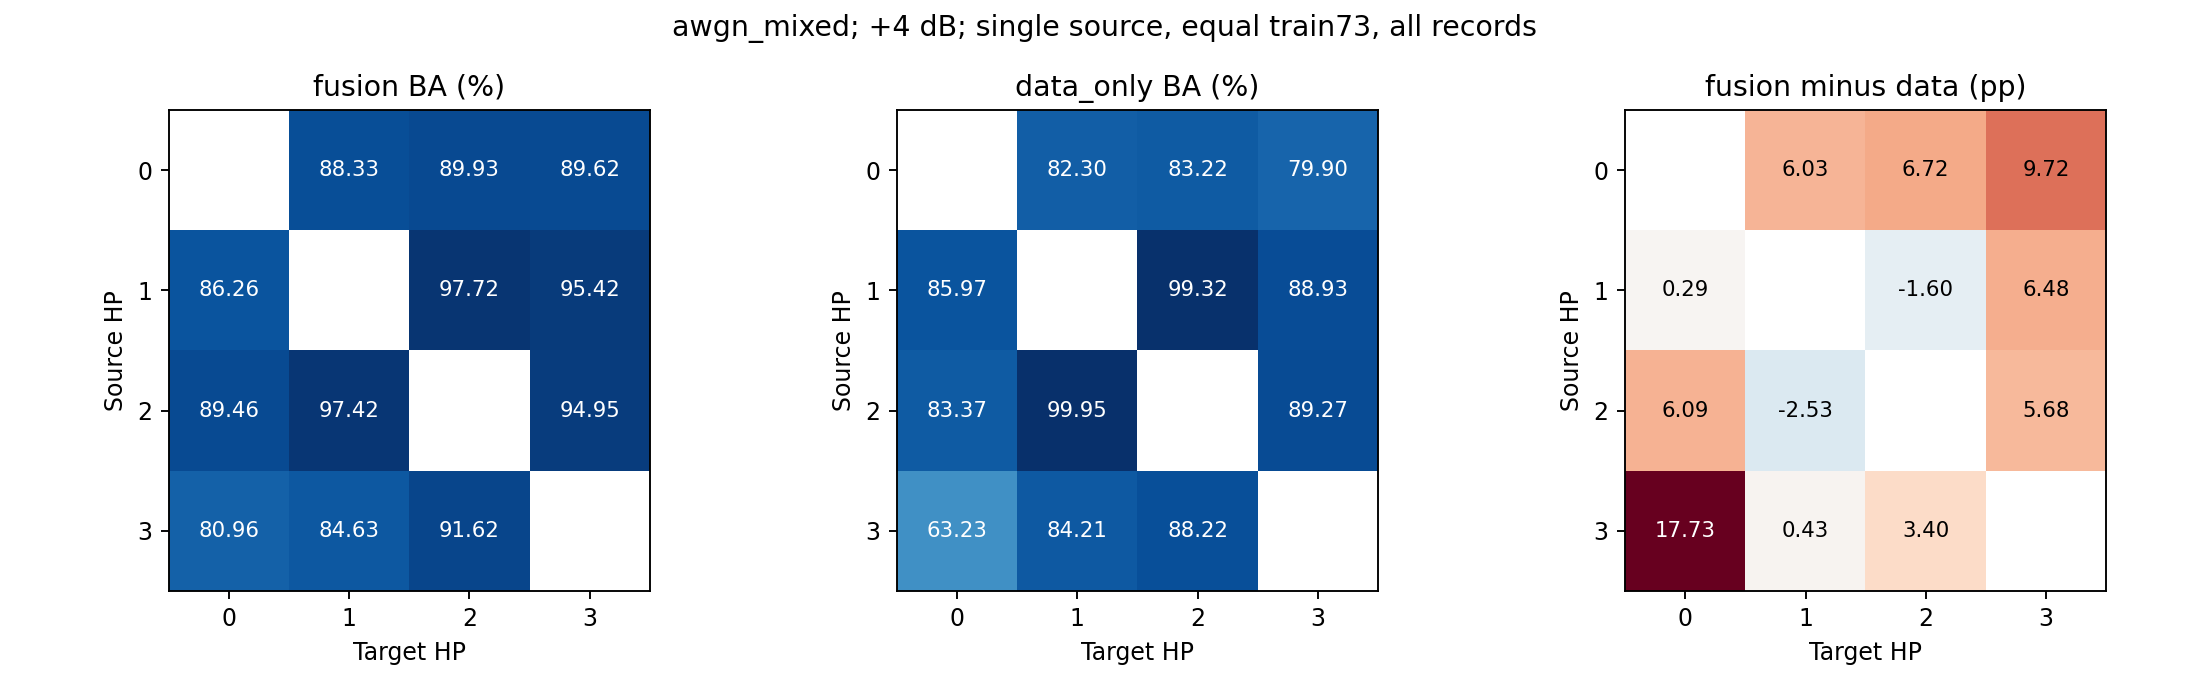 awgn_mixed; +4 dB; single source, equal train73, all records
fusion BA (%)
0
88.33 89.93 89.62
1
86.26 97.72 95.42
2
89.46 97.42 94.95
3
80.96 84.63 91.62
0 1 2 3
Source HP
Target HP
data_only BA (%)
0
82.30 83.22 79.90
1
85.97 99.32 88.93
2
83.37 99.95 89.27
3
63.23 84.21 88.22
0 1 2 3
Source HP
Target HP
fusion minus data (pp)
0
6.03 6.72 9.72
1
0.29 -1.60 6.48
2
6.09 -2.53 5.68
3
17.73 0.43 3.40
0 1 2 3
Source HP
Target HP